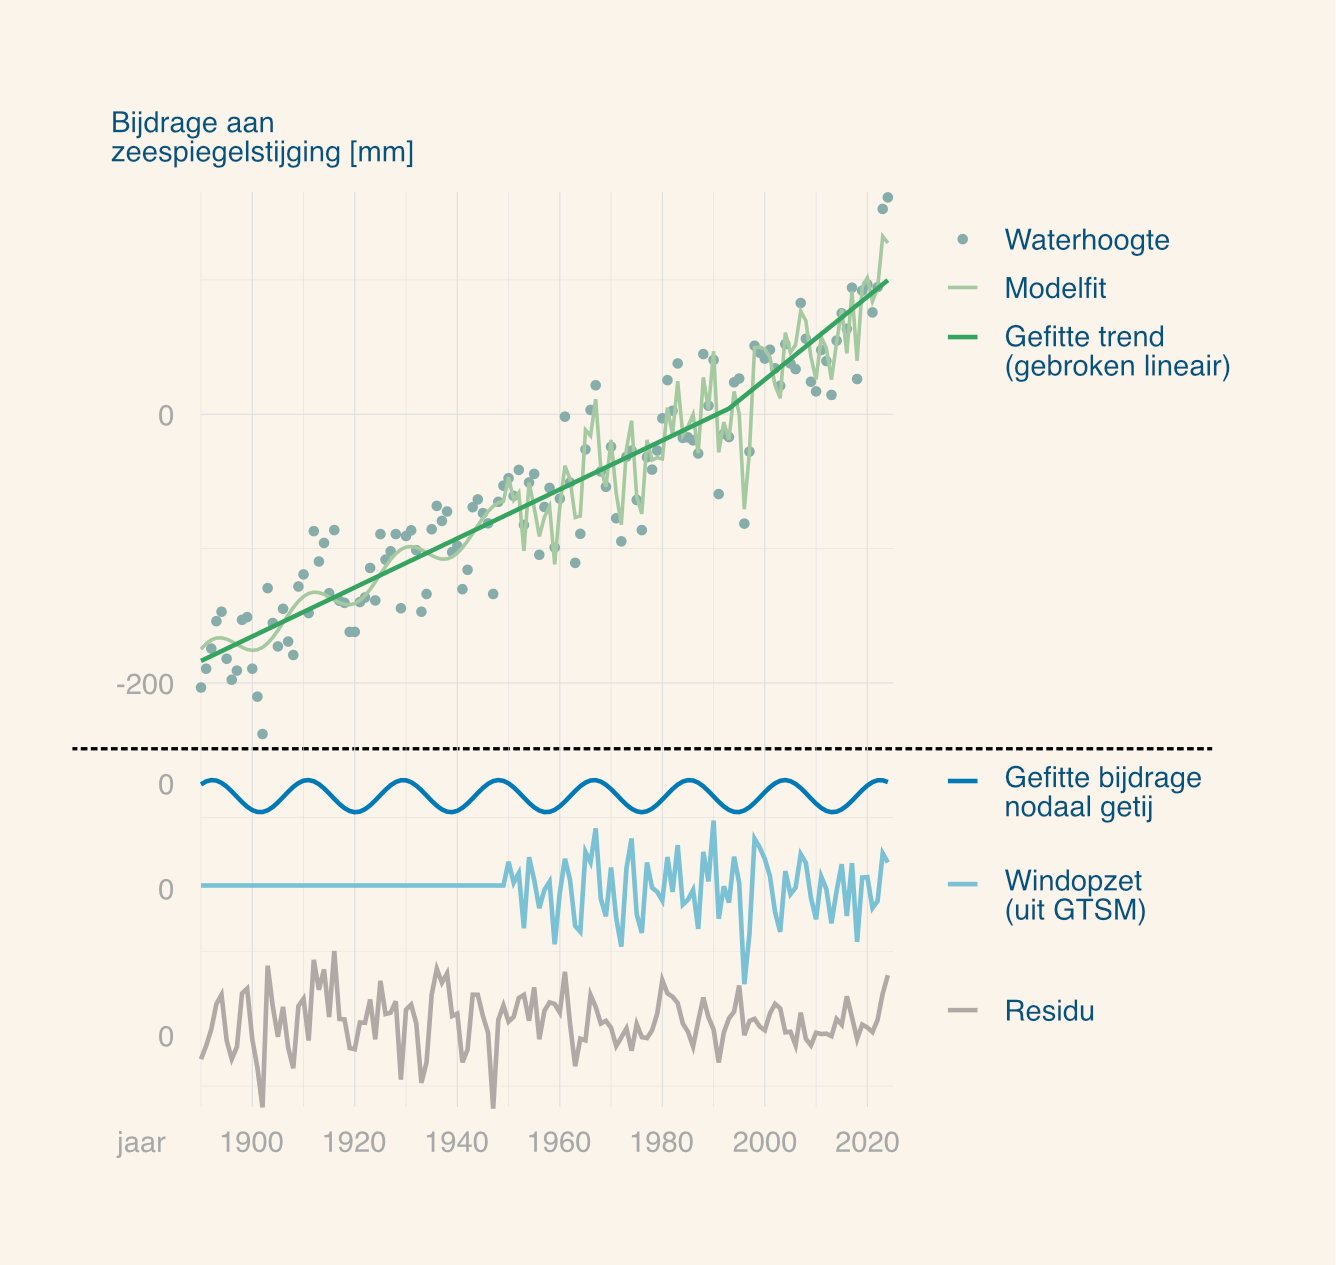 Bijdrage aan
zeespiegelstijging [mm]
Waterhoogte
Modelfit
Gefitte trend
(gebroken lineair)
0
-200
0
Gefitte bijdrage
nodaal getij
0
Windopzet
(uit GTSM)
0
Residu
jaar 1900 1920 1940 1960 1980 2000 2020